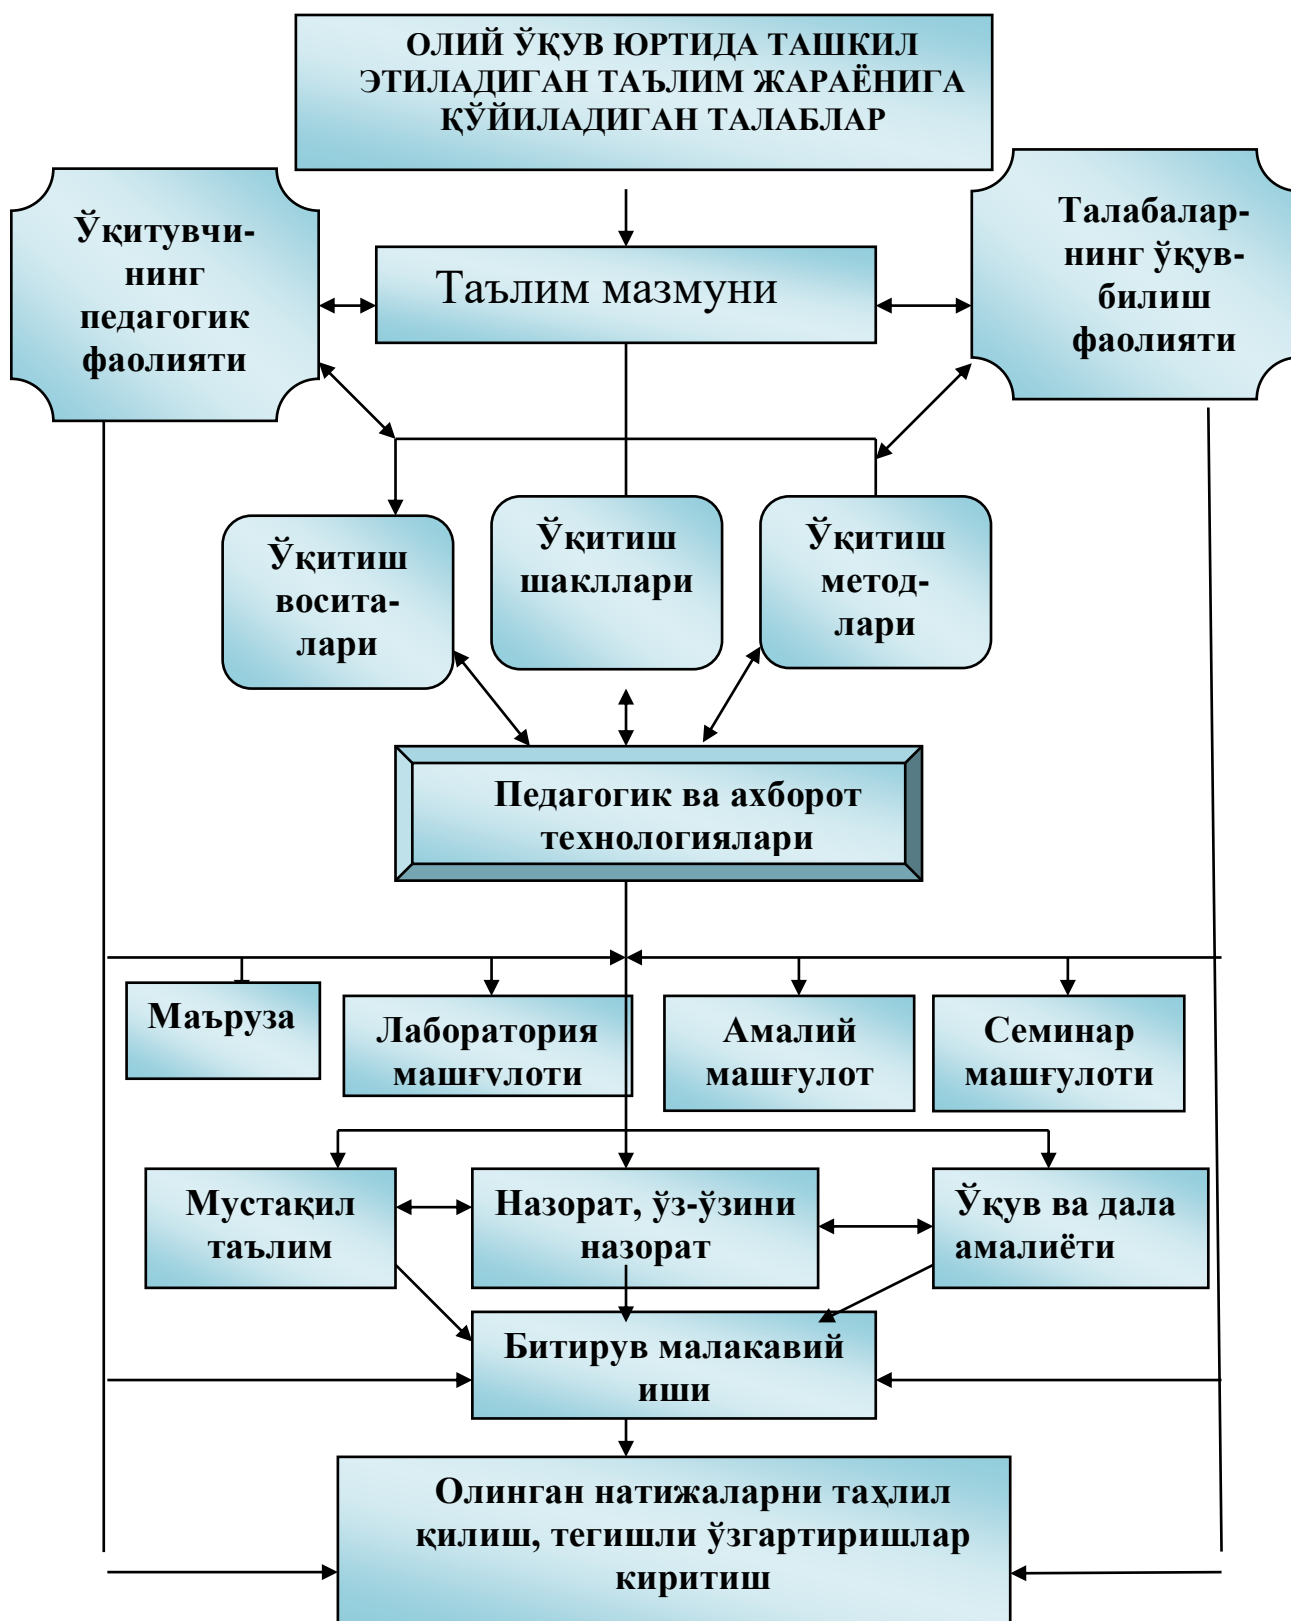 ОЛИЙ ЎҚУВ ЮРТИДА ТАШКИЛ
ЭТИЛАДИГАН ТАЪЛИМ ЖАРАЁНИГА
ҚЎЙИЛАДИГАН ТАЛАБЛАР
Ўқитувчи-
нинг
педагогик
фаолияти
Таълим мазмуни
Талабалар-
нинг ўқув-
билиш
фаолияти
Ўқитиш
восита-
лари
Ўқитиш
шакллари
Ўқитиш
метод-
лари
Педагогик ва ахборот
технологиялари
Маъруза
Лаборатория
машғулоти
Амалий
машғулот
Семинар
машғулоти
Мустақил
таълим
Назорат, ўз-ўзини
назорат
Ўқув ва дала
амалиёти
Битирув малакавий
иши
Олинган натижаларни таҳлил
қилиш, тегишли ўзгартиришлар
киритиш